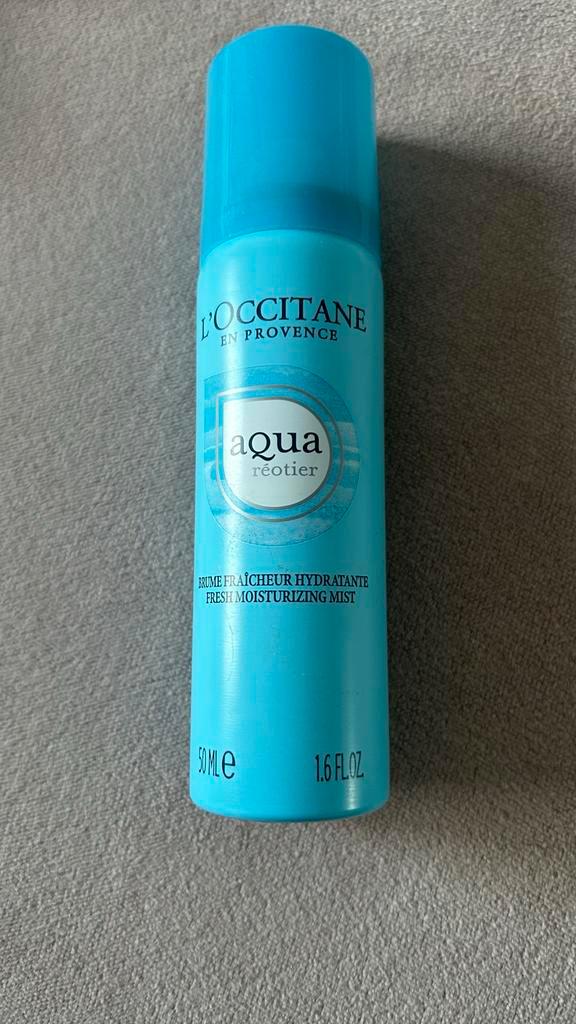 L'OCCITANE
EN PROVENCE
aqua
réotier
BRUME FRAÎCHEUR HYDRATANTE
FRESH MOISTURIZING MIST
50 ML e 1.6 FL.OZ.